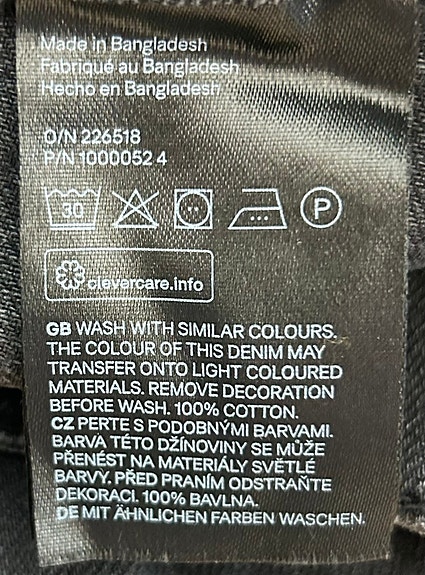 Made in Bangladesh
Fabriqué au Bangladesh
Hecho en Bangladesh
O/N 226518
P/N 1000052 4
30
P
clevercare.info
GB WASH WITH SIMILAR COLOURS.
THE COLOUR OF THIS DENIM MAY
TRANSFER ONTO LIGHT COLOURED
MATERIALS. REMOVE DECORATION
BEFORE WASH. 100% COTTON.
CZ PERTE S PODOBNÝMI BARVAMI.
BARVA TÉTO DŽÍNOVINY SE MŮŽE
PŘENÉST NA MATERIÁLY SVĚTLÉ
BARVY. PŘED PRANÍM ODSTRAŇTE
DEKORACI. 100% BAVLNA.
DE MIT ÄHNLICHEN FARBEN WASCHEN.